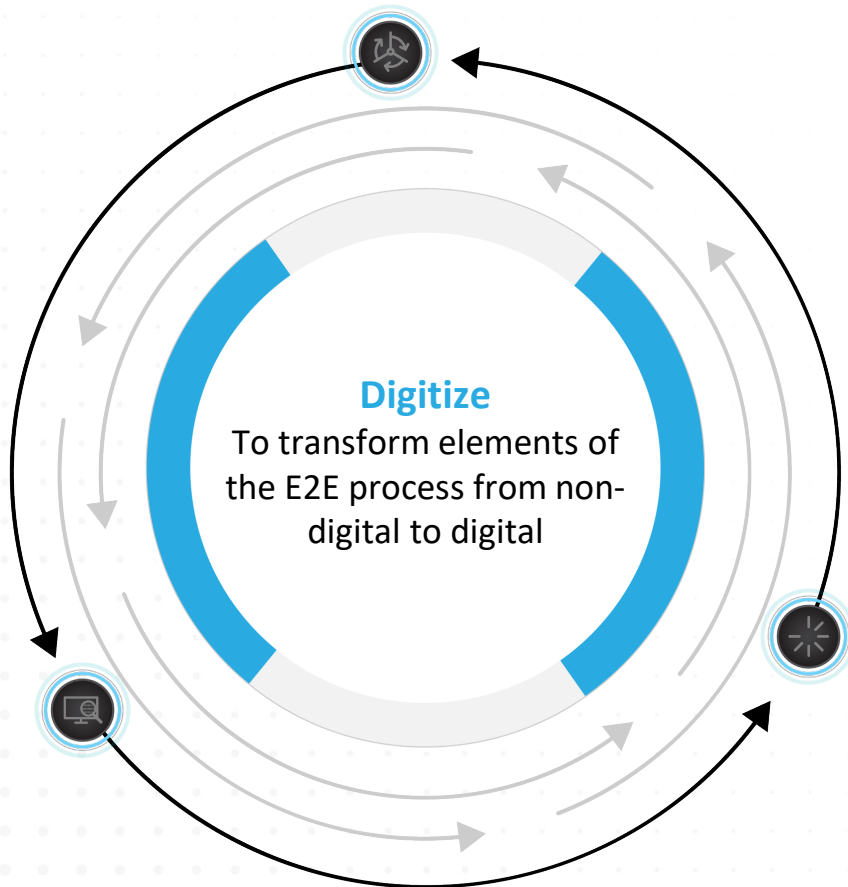 Digitize
To transform elements of
the E2E process from non-
digital to digital